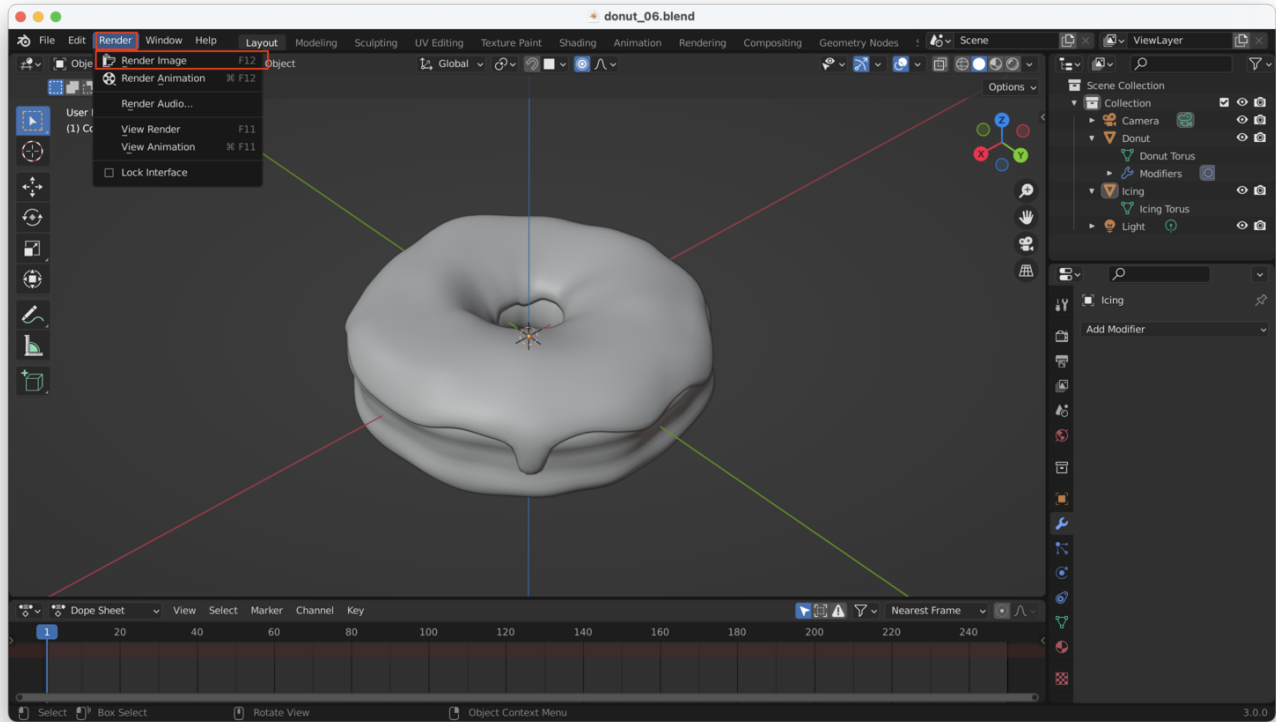 donut_06.blend
File Edit Render Window Help Layout Modeling Sculpting UV Editing Texture Paint Shading Animation Rendering Compositing Geometry Nodes Scene ViewLayer
Obje Object Global
Render Image F12
Render Animation ⌘ F12
Render Audio...
View Render F11
View Animation ⌘ F11
Lock Interface
Options
User
(1) Co
Z
X
Y
Scene Collection
Collection
Camera
Donut
Donut Torus
Modifiers
Icing
Icing Torus
Light
Icing
Add Modifier
Dope Sheet View Select Marker Channel Key Nearest Frame
1 20 40 60 80 100 120 140 160 180 200 220 240
Select Box Select Rotate View Object Context Menu 3.0.0